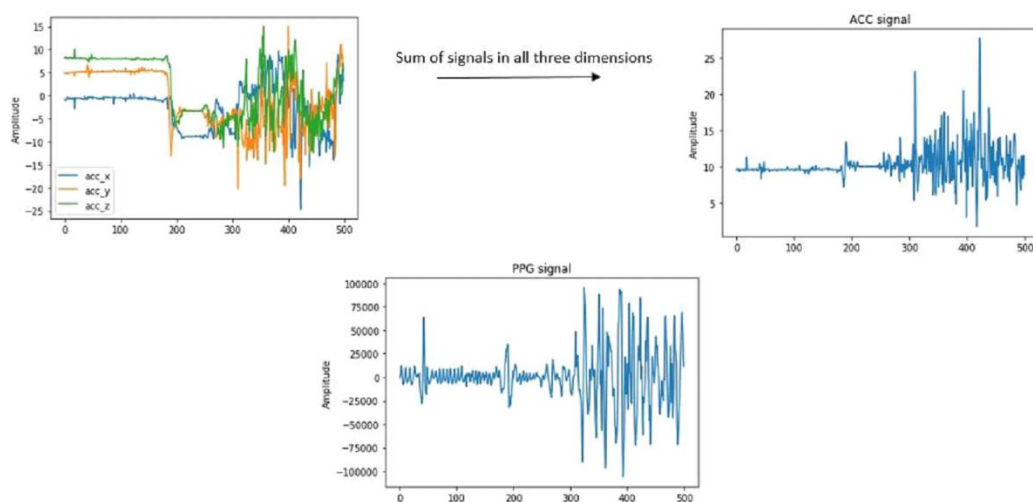 15
10
5
0
-5
-10
-15
-20
-25
Amplitude
acc_x
acc_y
acc_z
0 100 200 300 400 500
Sum of signals in all three dimensions
ACC signal
25
20
15
10
5
Amplitude
0 100 200 300 400 500
PPG signal
100000
75000
50000
25000
0
-25000
-50000
-75000
-100000
Amplitude
0 100 200 300 400 500